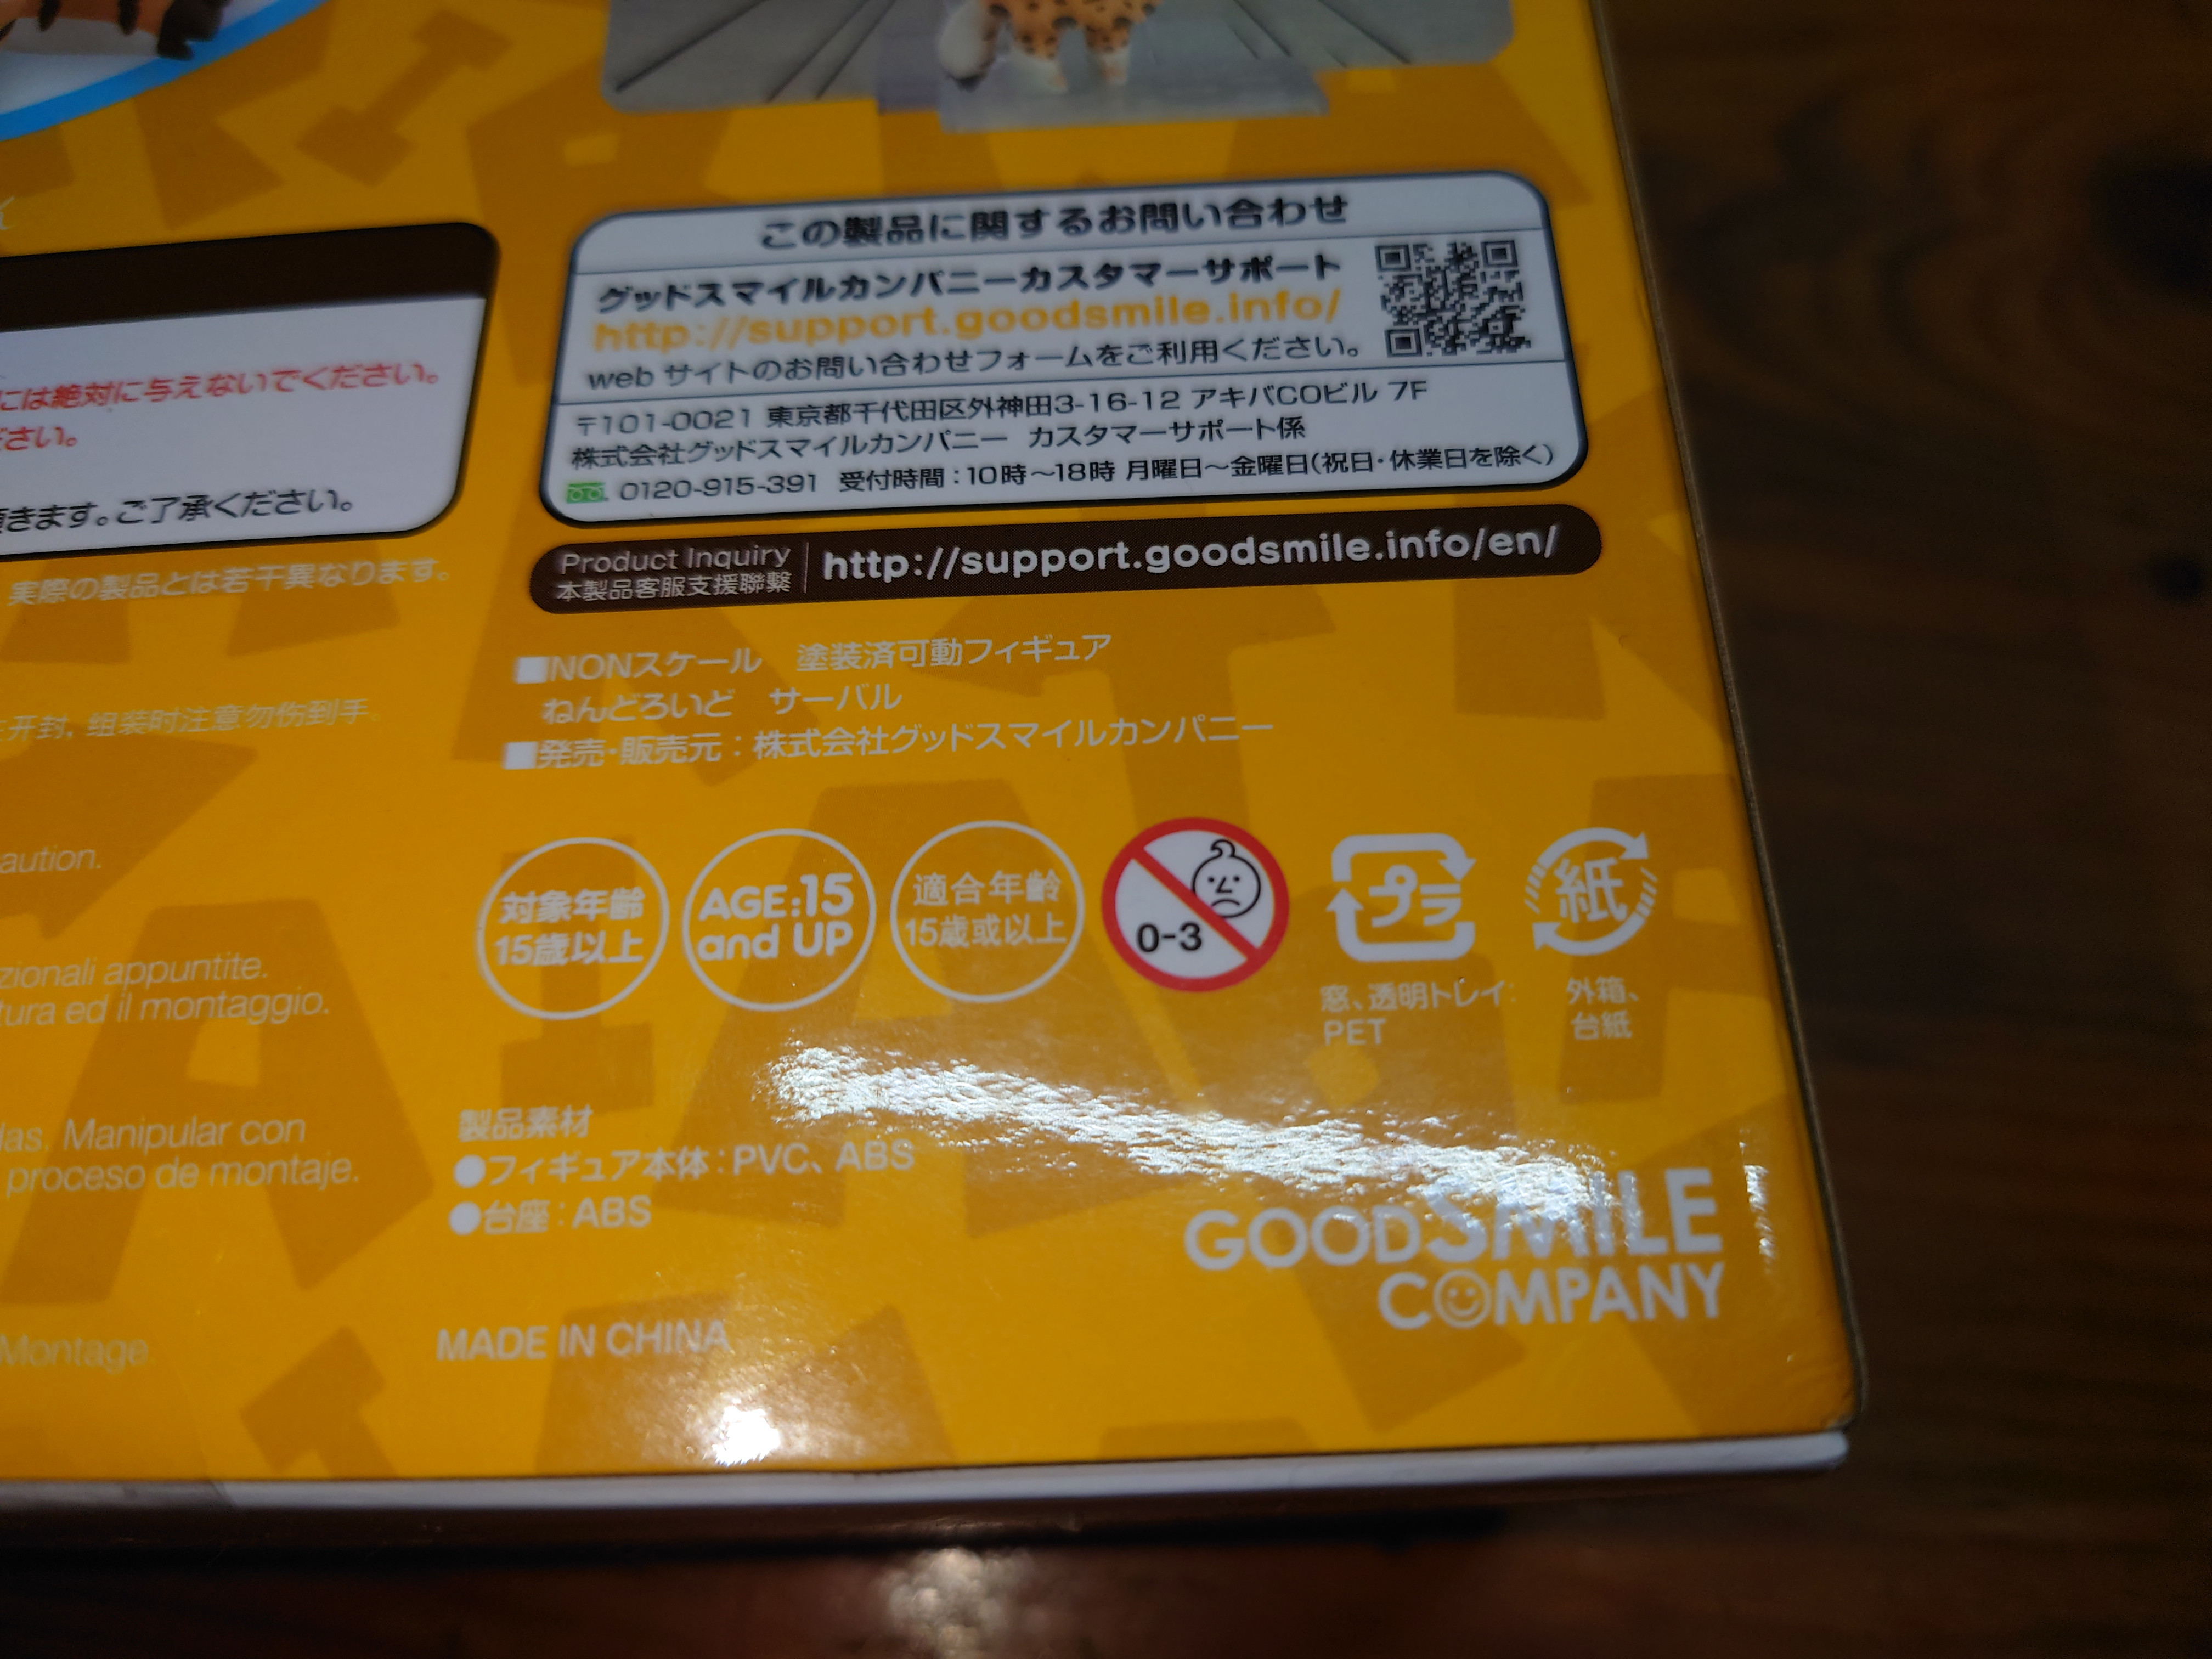 には絶対に与えないでください。
ださい。
きます。ご了承ください。
実際の製品とは若干異なります。
开封, 组装时注意勿伤到手。
aution.
zionali appuntite.
tura ed il montaggio.
das. Manipular con
proceso de montaje.
Montage.
この製品に関するお問い合わせ
グッドスマイルカンパニーカスタマーサポート
http://support.goodsmile.info/
webサイトのお問い合わせフォームをご利用ください。
〒101-0021 東京都千代田区外神田3-16-12 アキバCOビル 7F
株式会社グッドスマイルカンパニー カスタマーサポート係
0120-915-391 受付時間：10時～18時 月曜日～金曜日(祝日・休業日を除く)
Product Inquiry
本製品客服支援聯繫
http://support.goodsmile.info/en/
■NONスケール 塗装済可動フィギュア
ねんどろいど サーバル
■発売・販売元：株式会社グッドスマイルカンパニー
対象年齢
15歳以上
AGE:15
and UP
適合年齡
15歲或以上
0-3
プラ
窓、透明トレイ:
PET
紙
外箱、
台紙
製品素材
●フィギュア本体：PVC、ABS
●台座：ABS
MADE IN CHINA
GOODSMILE
COMPANY